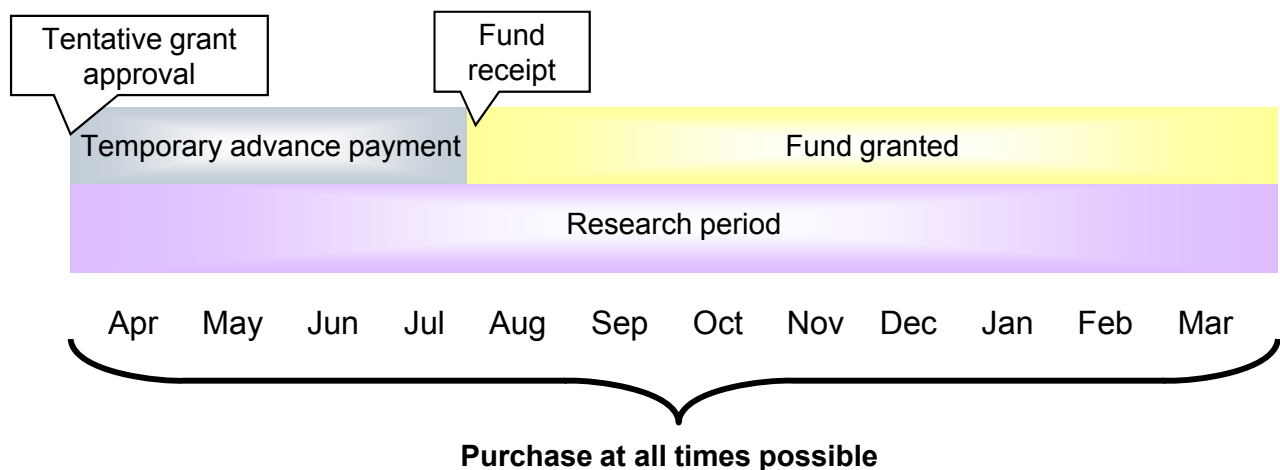 Tentative grant
approval
Fund
receipt
Temporary advance payment
Fund granted
Research period
Apr May Jun Jul Aug Sep Oct Nov Dec Jan Feb Mar
Purchase at all times possible